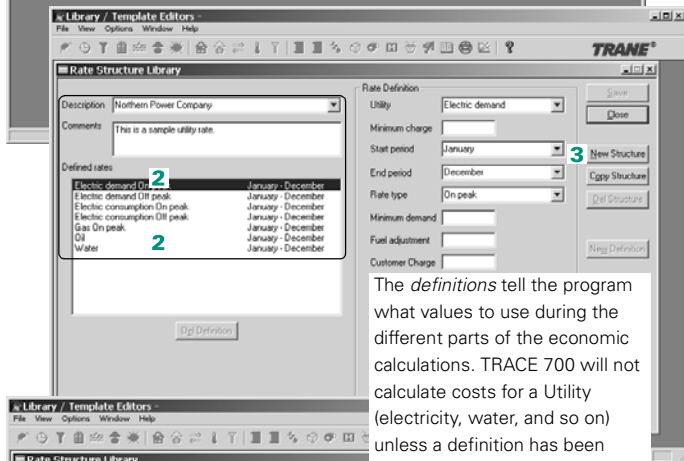 Library / Template Editors -
File View Options Window Help
TRANE®
Rate Structure Library
Description Northern Power Company
Comments This is a sample utility rate.
Defined rates
Electric demand On peak January - December
Electric demand Off peak January - December
Electric consumption On peak January - December
Electric consumption Off peak January - December
Gas On peak January - December
Oil January - December
Water January - December
2
2
Del Definition
Rate Definition
Utility Electric demand
Minimum charge
Start period January
End period December
Rate type On peak
Minimum demand
Fuel adjustment
Customer Charge
Save
Close
3 New Structure
Copy Structure
Del Structure
New Definition
The definitions tell the program
what values to use during the
different parts of the economic
calculations. TRACE 700 will not
calculate costs for a Utility
(electricity, water, and so on)
unless a definition has been
Library / Template Editors -
File View Options Window Help
Rate Structure Library